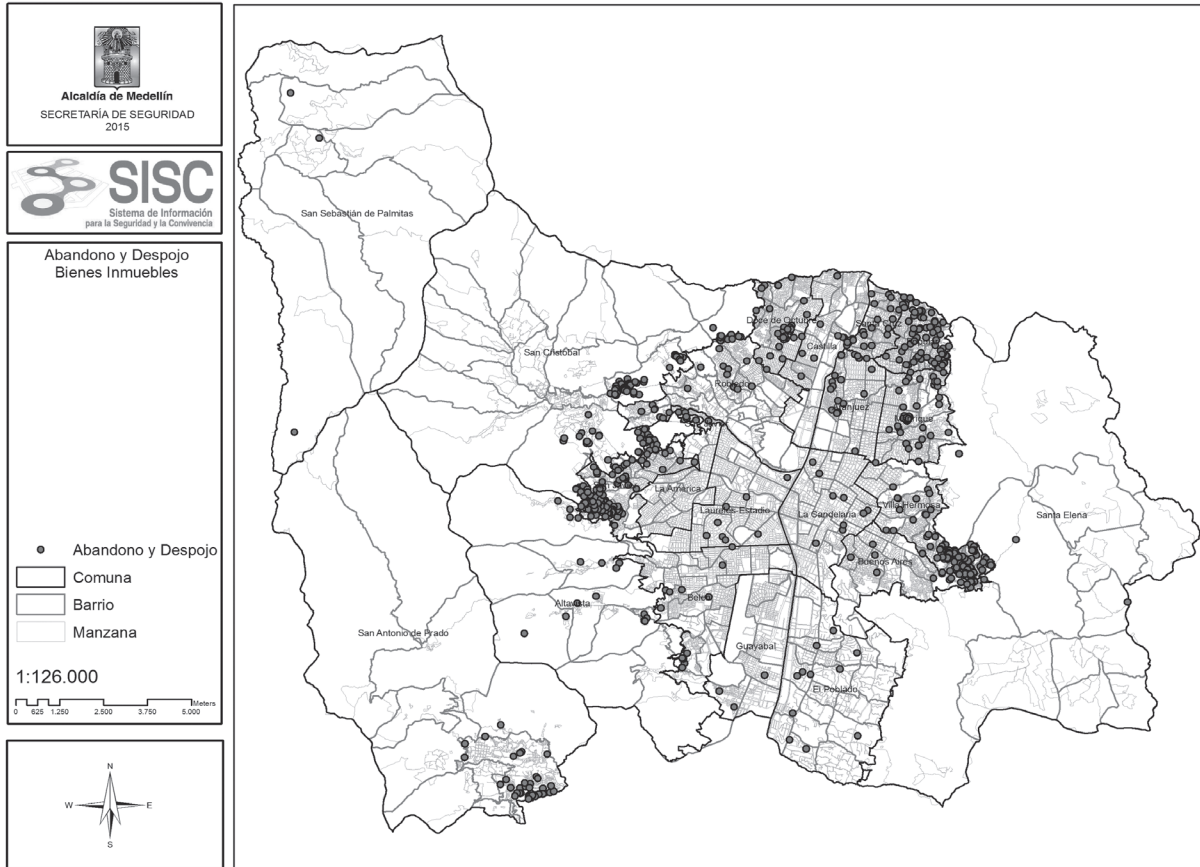 Alcaldía de Medellín
SECRETARÍA DE SEGURIDAD
2015
SISC
Sistema de Información
para la Seguridad y la Convivencia
Abandono y Despojo
Bienes Inmuebles
Abandono y Despojo
Comuna
Barrio
Manzana
1:126.000
Meters
0 625 1.250 2.500 3.750 5.000
N
W E
S
San Sebastián de Palmitas
Doce de Octubre
Castilla
San Cristóbal
Robledo
La América
Laureles-Estadio
La Candelaria
Villa Hermosa
Santa Elena
Buenos Aires
Belén
Altavista
San Antonio de Prado
Guayabal
El Poblado